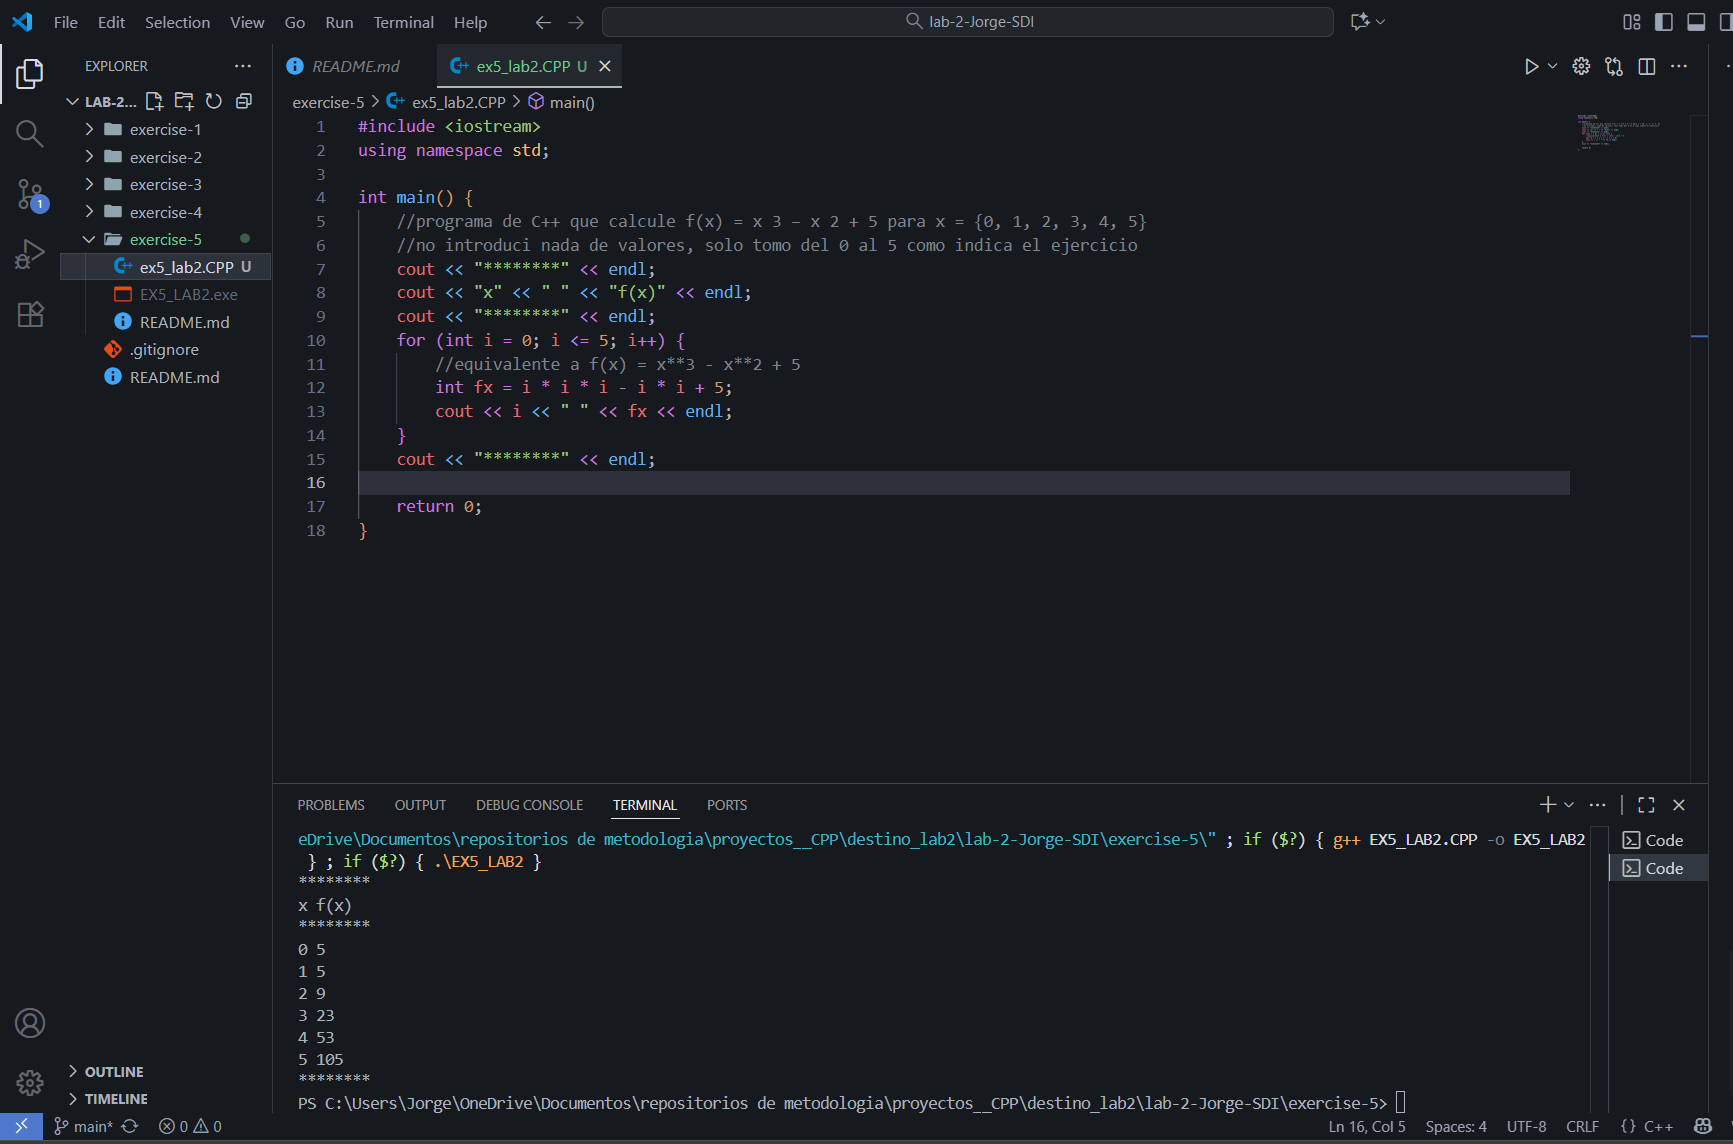 File Edit Selection View Go Run Terminal Help
lab-2-Jorge-SDI
EXPLORER
LAB-2...
exercise-1
exercise-2
exercise-3
exercise-4
exercise-5
ex5_lab2.CPP U
EX5_LAB2.exe
README.md
.gitignore
README.md
OUTLINE
TIMELINE
README.md
ex5_lab2.CPP U
exercise-5 > ex5_lab2.CPP > main()
1 #include <iostream>
2 using namespace std;
3
4 int main() {
5 //programa de C++ que calcule f(x) = x 3 – x 2 + 5 para x = {0, 1, 2, 3, 4, 5}
6 //no introduci nada de valores, solo tomo del 0 al 5 como indica el ejercicio
7 cout << "********" << endl;
8 cout << "x" << " " << "f(x)" << endl;
9 cout << "********" << endl;
10 for (int i = 0; i <= 5; i++) {
11 //equivalente a f(x) = x**3 - x**2 + 5
12 int fx = i * i * i - i * i + 5;
13 cout << i << " " << fx << endl;
14 }
15 cout << "********" << endl;
16
17 return 0;
18 }
PROBLEMS OUTPUT DEBUG CONSOLE TERMINAL PORTS
eDrive\Documentos\repositorios de metodologia\proyectos__CPP\destino_lab2\lab-2-Jorge-SDI\exercise-5\" ; if ($?) { g++ EX5_LAB2.CPP -o EX5_LAB2
} ; if ($?) { .\EX5_LAB2 }
********
x f(x)
********
0 5
1 5
2 9
3 23
4 53
5 105
********
PS C:\Users\Jorge\OneDrive\Documentos\repositorios de metodologia\proyectos__CPP\destino_lab2\lab-2-Jorge-SDI\exercise-5>
Code
Code
1
main* 0 0
Ln 16, Col 5 Spaces: 4 UTF-8 CRLF {} C++